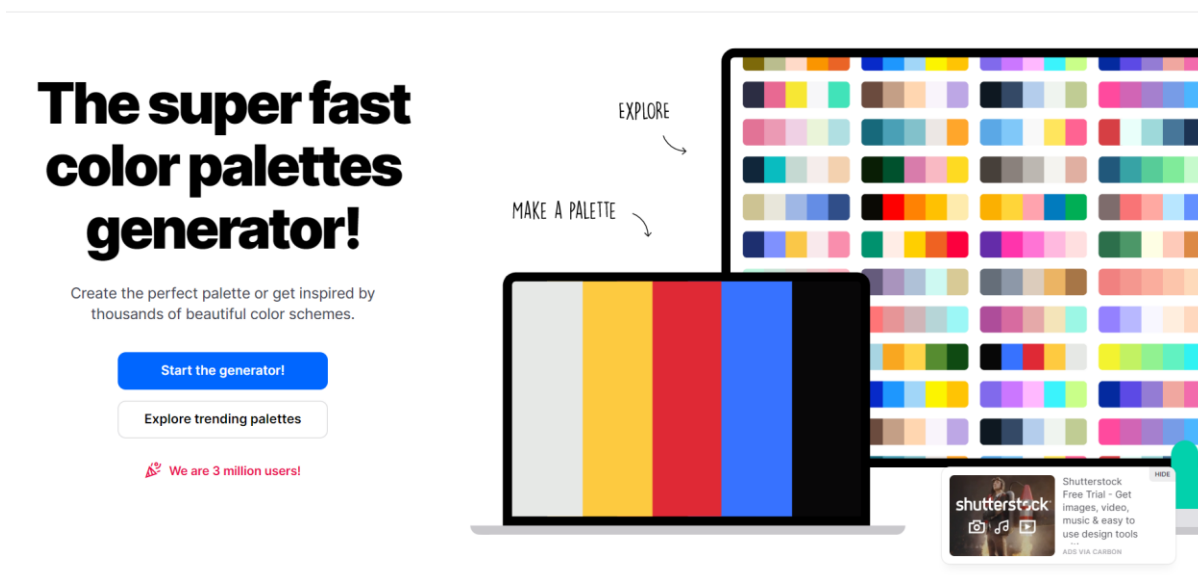 The super fast
color palettes
generator!
Create the perfect palette or get inspired by
thousands of beautiful color schemes.
Start the generator!
Explore trending palettes
We are 3 million users!
EXPLORE
MAKE A PALETTE
HIDE
shutterstock
Shutterstock
Free Trial - Get
images, video,
music & easy to
use design tools
ADS VIA CARBON